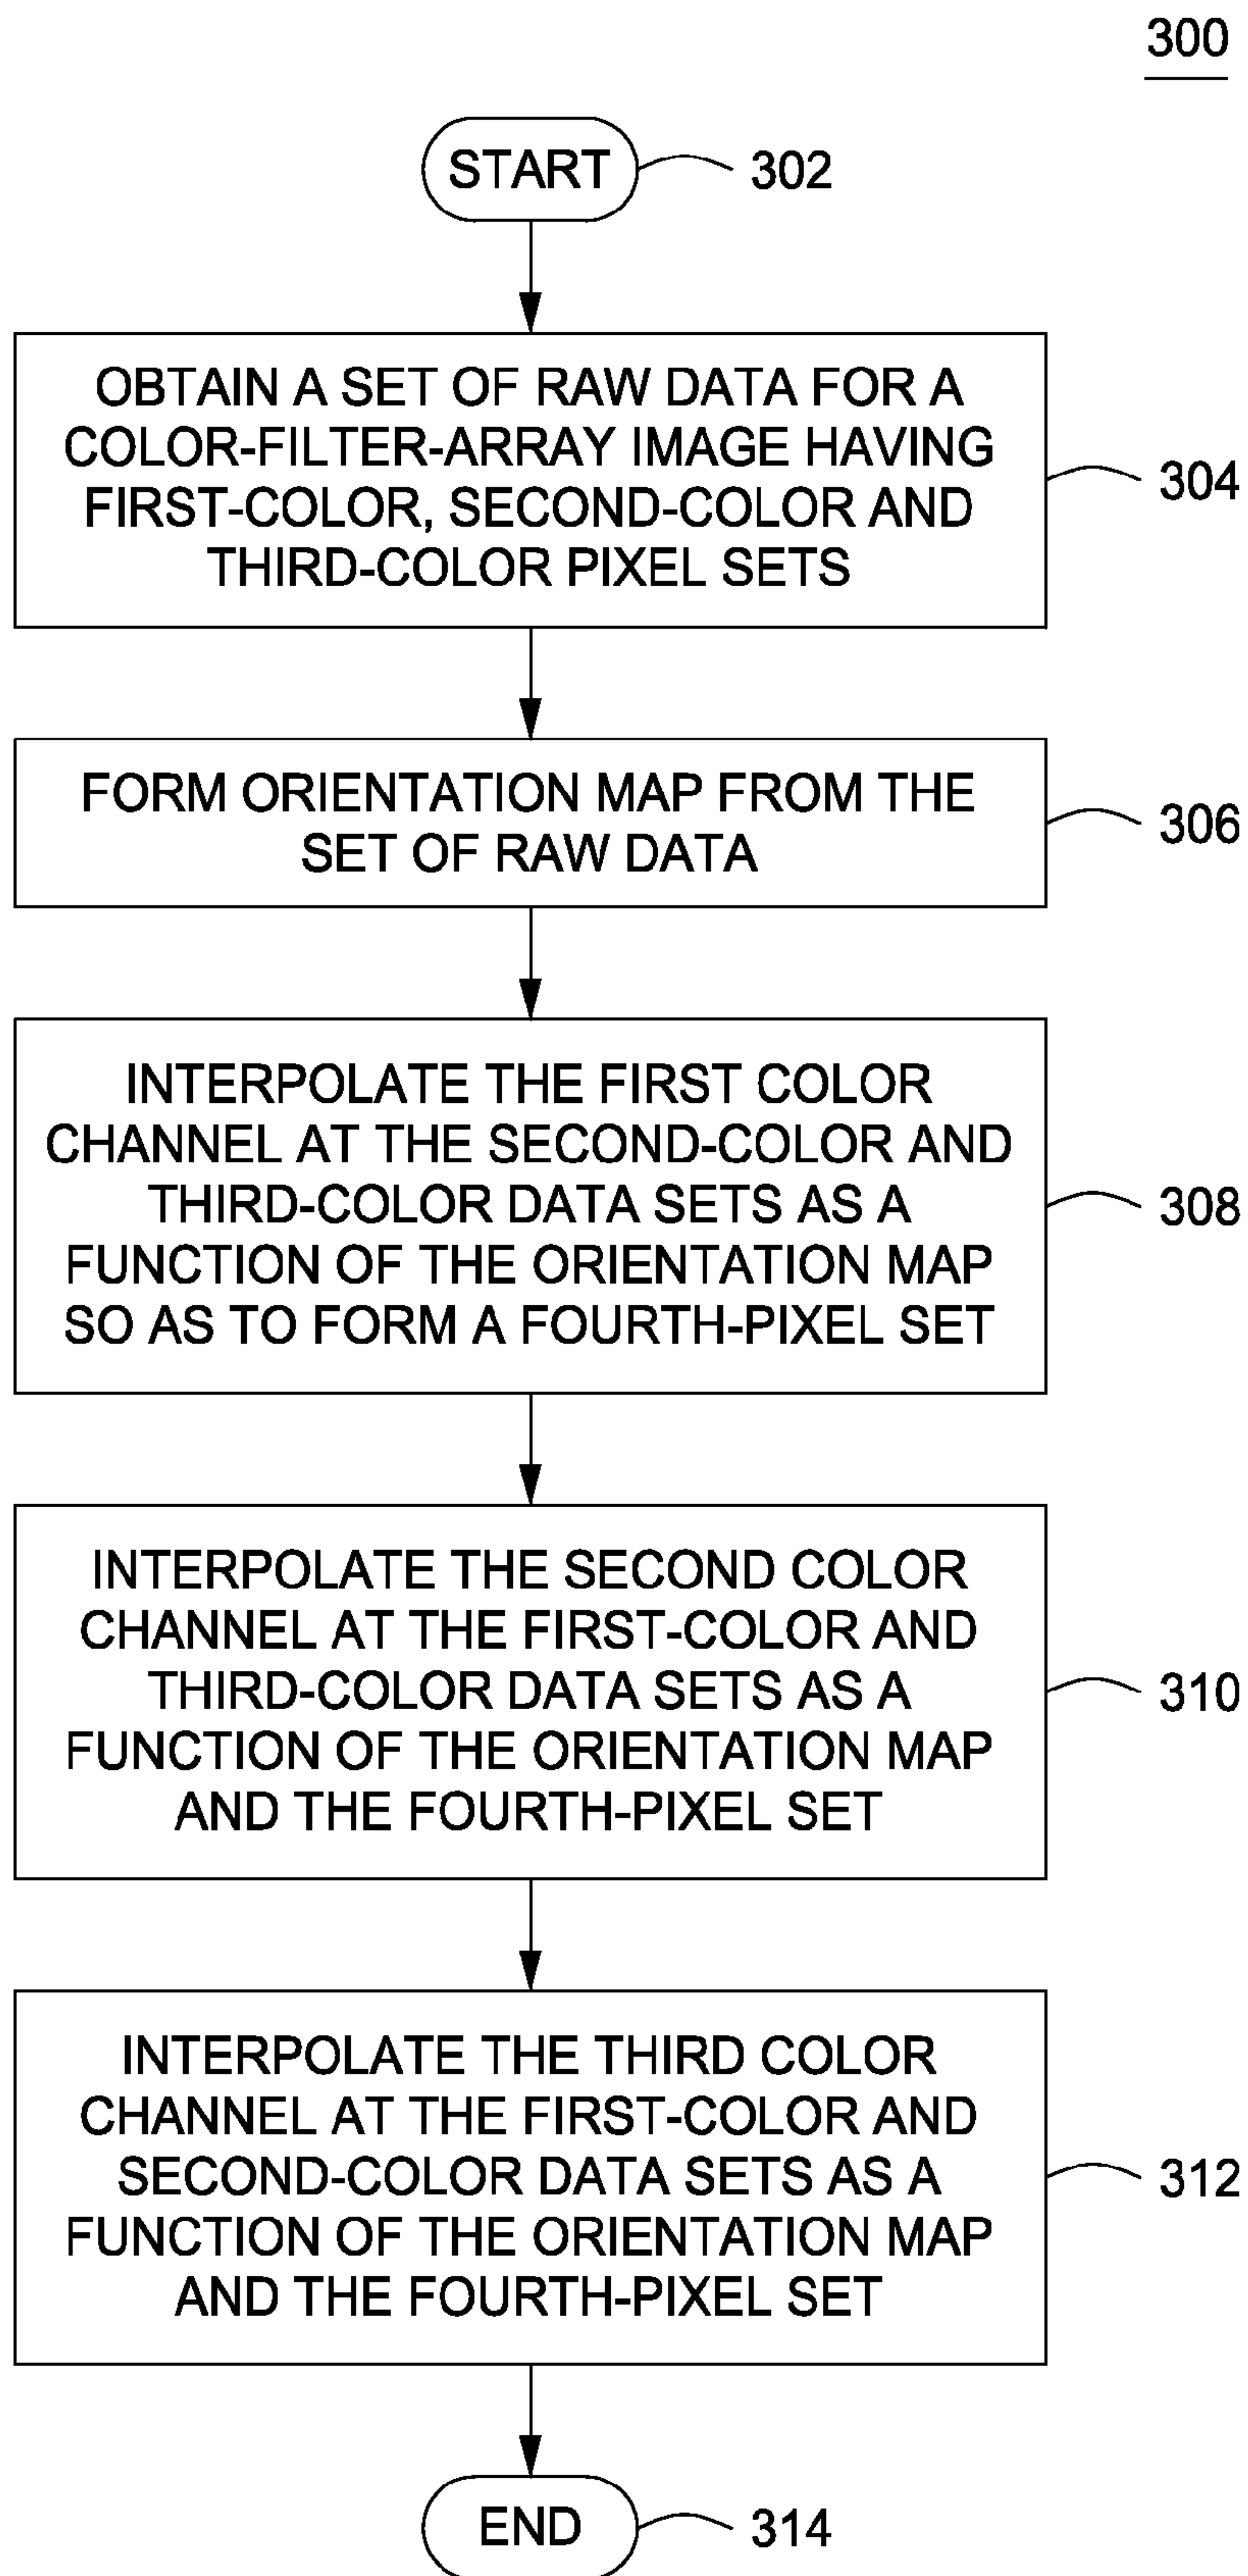 300
START
302
OBTAIN A SET OF RAW DATA FOR A
COLOR-FILTER-ARRAY IMAGE HAVING
FIRST-COLOR, SECOND-COLOR AND
THIRD-COLOR PIXEL SETS
304
FORM ORIENTATION MAP FROM THE
SET OF RAW DATA
306
INTERPOLATE THE FIRST COLOR
CHANNEL AT THE SECOND-COLOR AND
THIRD-COLOR DATA SETS AS A
FUNCTION OF THE ORIENTATION MAP
SO AS TO FORM A FOURTH-PIXEL SET
308
INTERPOLATE THE SECOND COLOR
CHANNEL AT THE FIRST-COLOR AND
THIRD-COLOR DATA SETS AS A
FUNCTION OF THE ORIENTATION MAP
AND THE FOURTH-PIXEL SET
310
INTERPOLATE THE THIRD COLOR
CHANNEL AT THE FIRST-COLOR AND
SECOND-COLOR DATA SETS AS A
FUNCTION OF THE ORIENTATION MAP
AND THE FOURTH-PIXEL SET
312
END
314